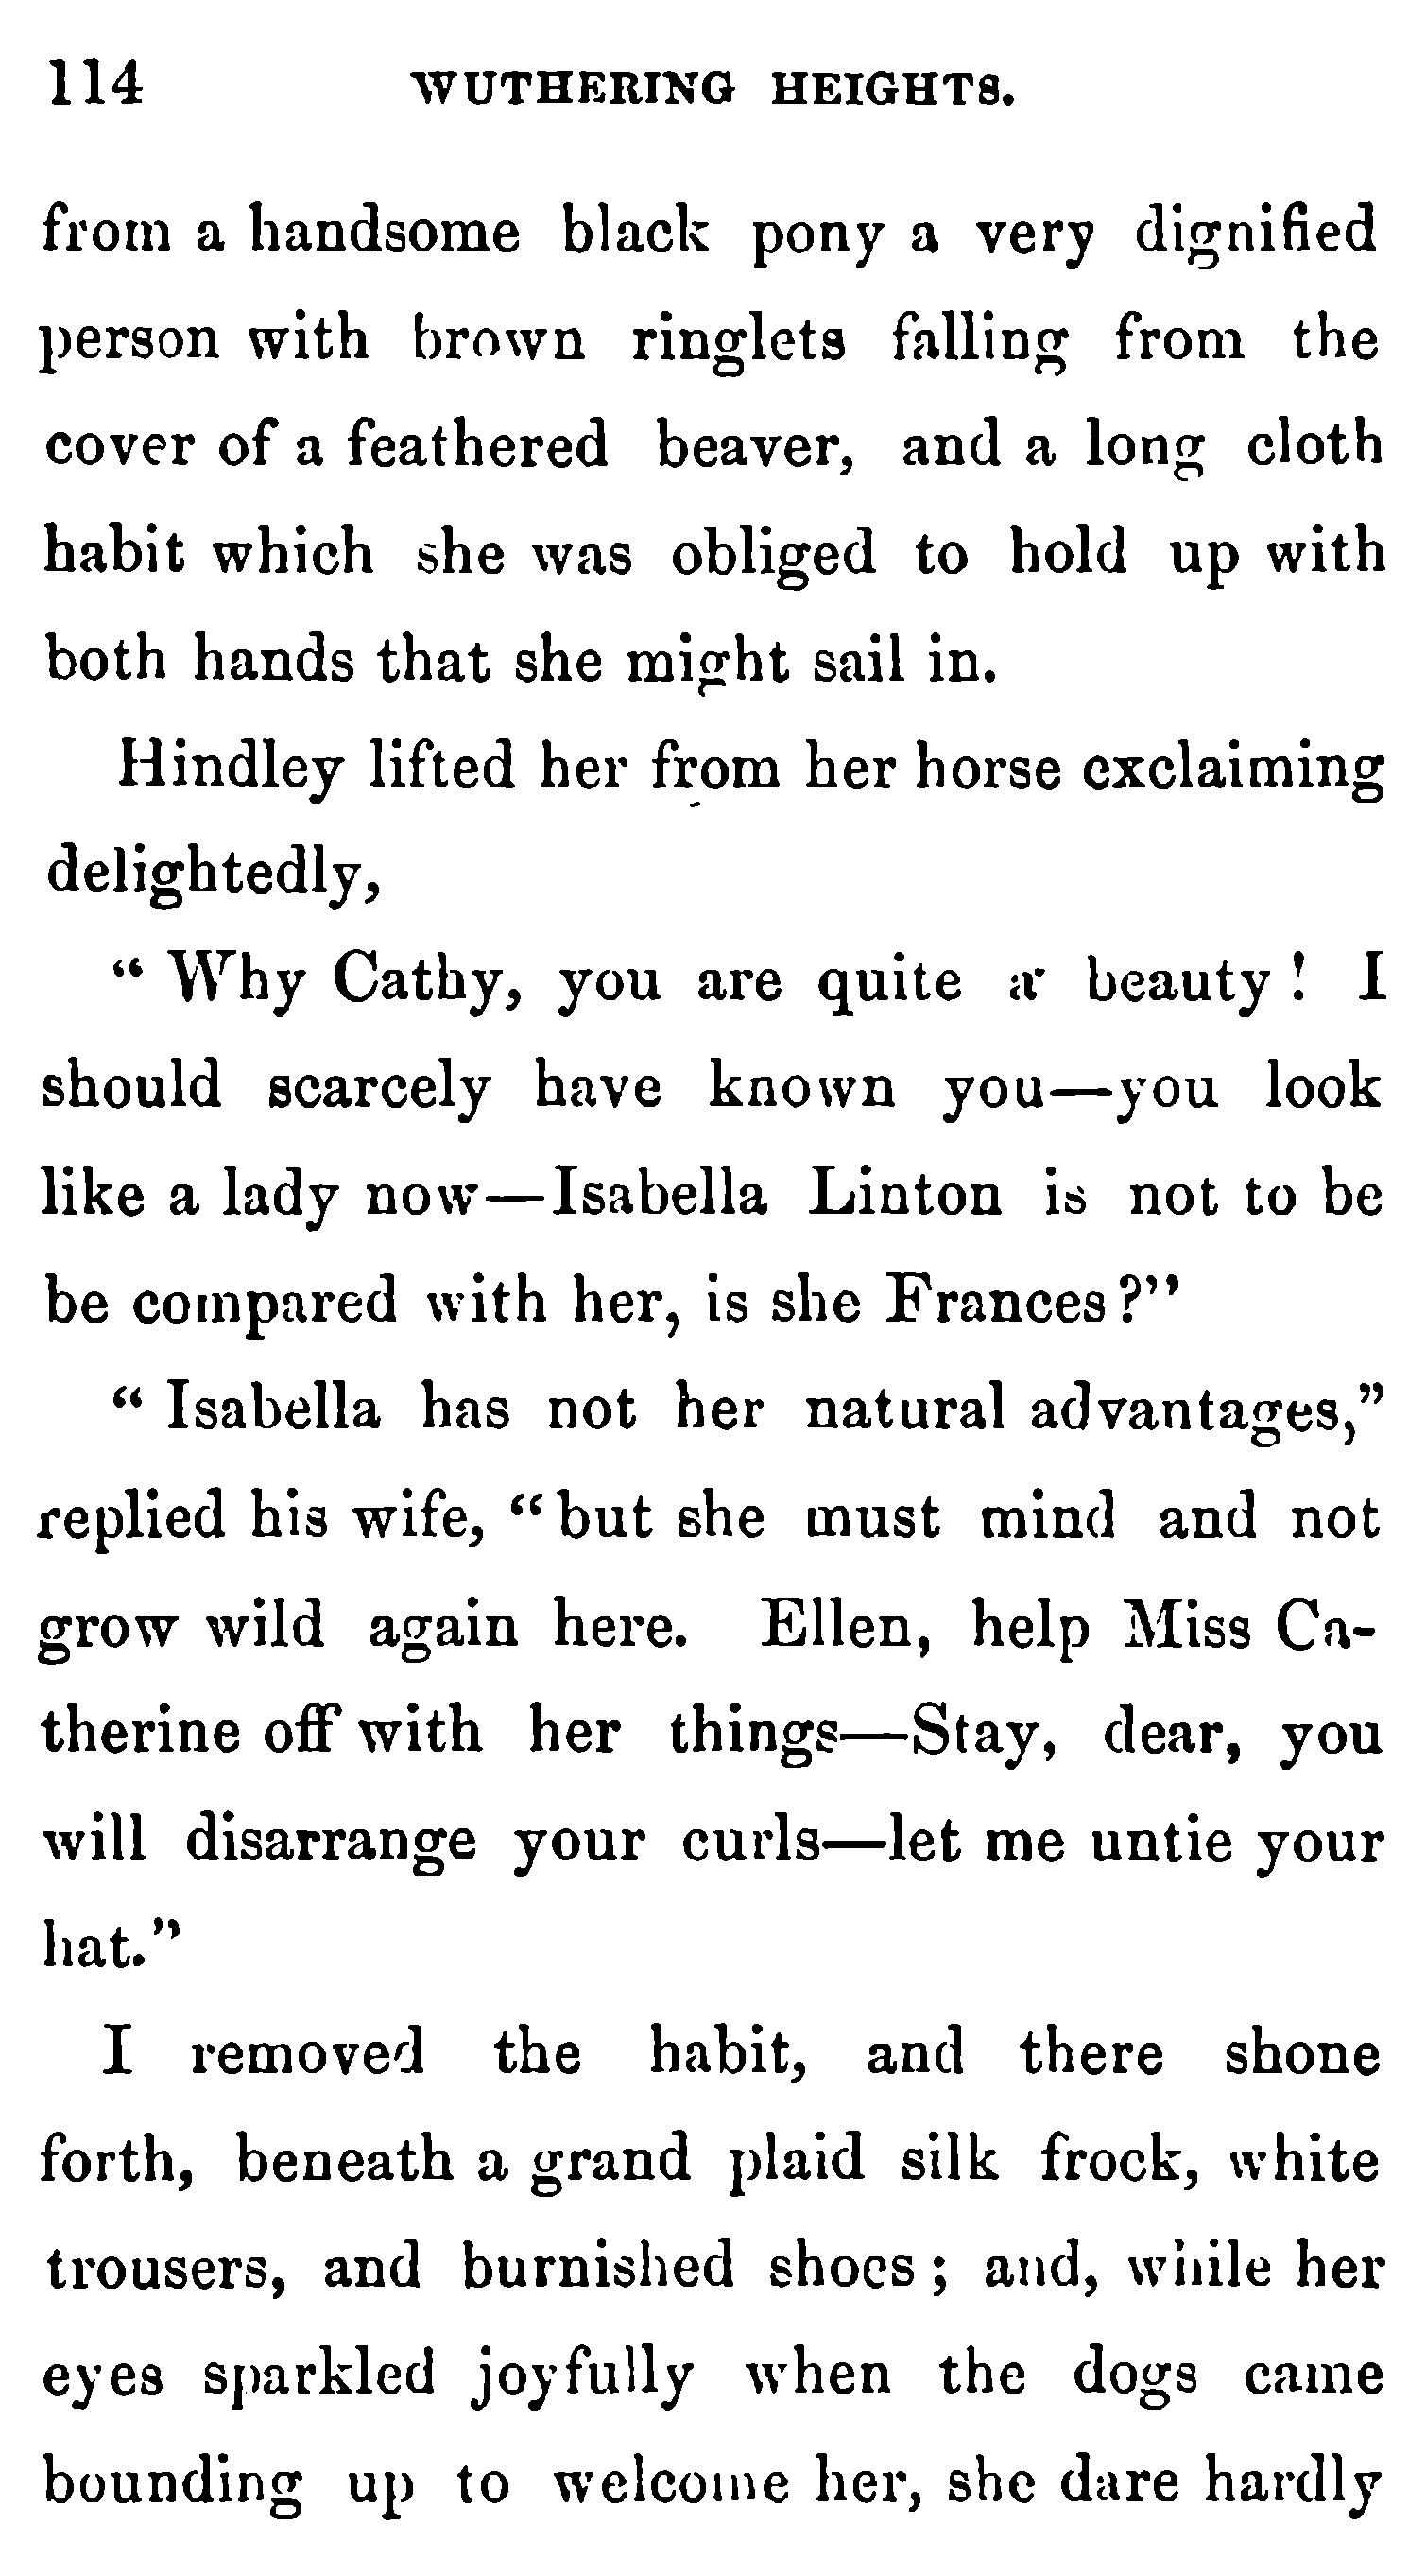 114 WUTHERING HEIGHTS.
from a handsome black pony a very dignified
person with brown ringlets falling from the
cover of a feathered beaver, and a long cloth
habit which she was obliged to hold up with
both hands that she might sail in.
Hindley lifted her from her horse exclaiming
delightedly,
“ Why Cathy, you are quite a beauty ! I
should scarcely have known you—you look
like a lady now—Isabella Linton is not to be
be compared with her, is she Frances?”
“ Isabella has not her natural advantages,”
replied his wife, “ but she must mind and not
grow wild again here. Ellen, help Miss Ca-
therine off with her things—Stay, dear, you
will disarrange your curls—let me untie your
hat.”
I removed the habit, and there shone
forth, beneath a grand plaid silk frock, white
trousers, and burnished shoes ; and, while her
eyes sparkled joyfully when the dogs came
bounding up to welcome her, she dare hardly